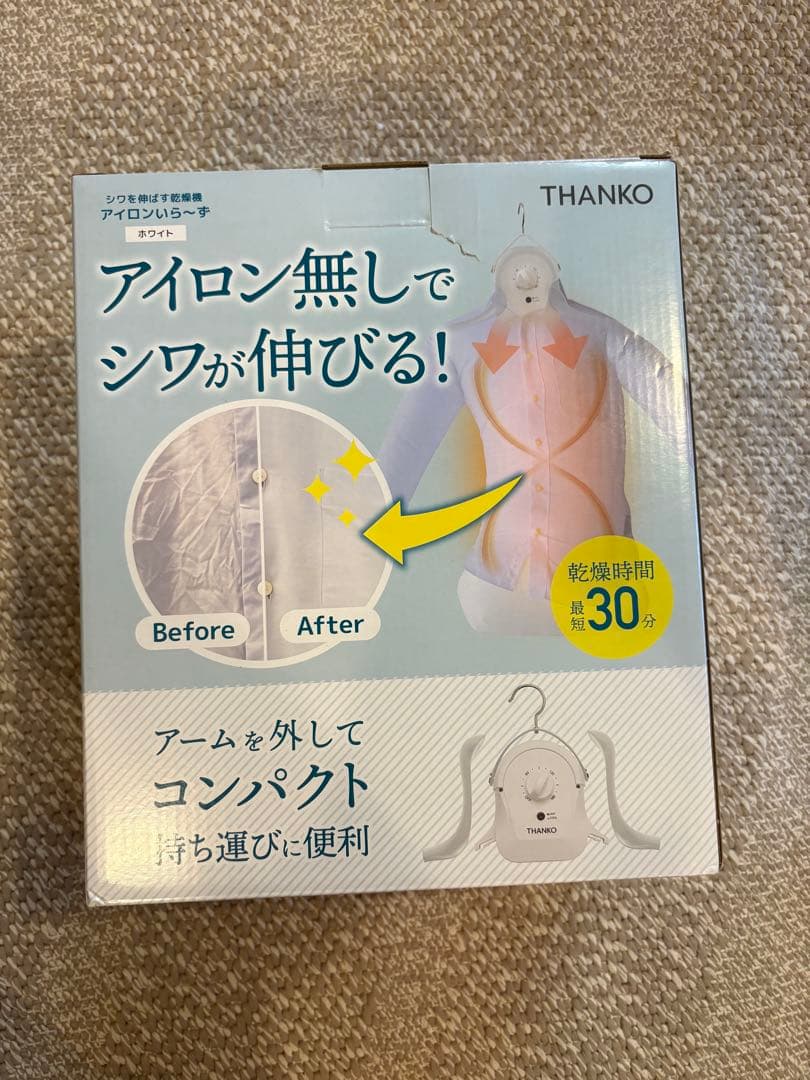 シワを伸ばす乾燥機
アイロンいら〜ず
ホワイト
THANKO
アイロン無しで
シワが伸びる!
Before
After
乾燥時間
最短30分
アームを外して
コンパクト
持ち運びに便利
THANKO